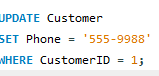 UPDATE Customer
SET Phone = '555-9988'
WHERE CustomerID = 1;